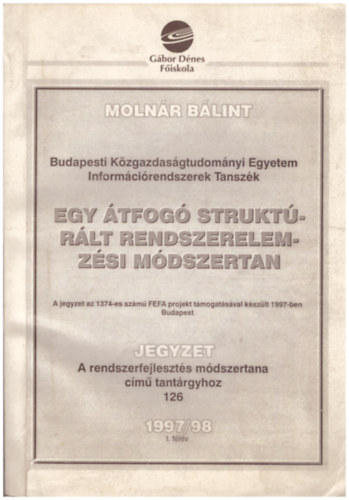 Gábor Dénes
Főiskola
MOLNÁR BÁLINT
Budapesti Közgazdaságtudományi Egyetem
Információrendszerek Tanszék
EGY ÁTFOGÓ STRUKTÚ-
RÁLT RENDSZERELEM-
ZÉSI MÓDSZERTAN
A jegyzet az 1374-es számú FEFA projekt támogatásával készült 1997-ben
Budapest
JEGYZET
A rendszerfejlesztés módszertana
című tantárgyhoz
126
1997/98
I. félév